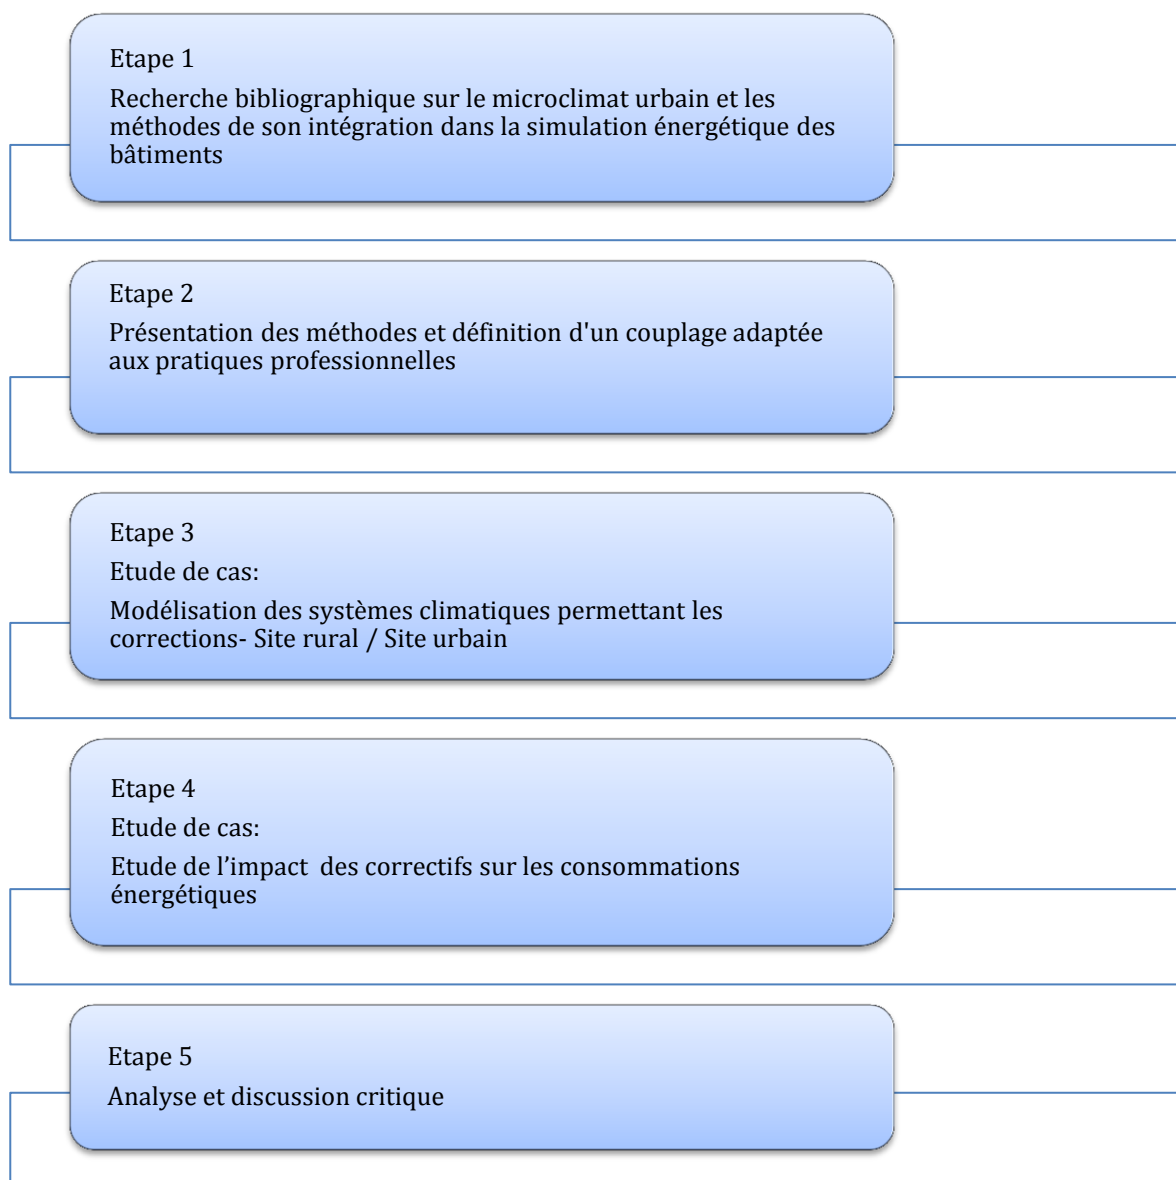 Etape 1
Recherche bibliographique sur le microclimat urbain et les
méthodes de son intégration dans la simulation énergétique des
bâtiments
Etape 2
Présentation des méthodes et définition d'un couplage adaptée
aux pratiques professionnelles
Etape 3
Etude de cas:
Modélisation des systèmes climatiques permettant les
corrections- Site rural / Site urbain
Etape 4
Etude de cas:
Etude de l’impact des correctifs sur les consommations
énergétiques
Etape 5
Analyse et discussion critique